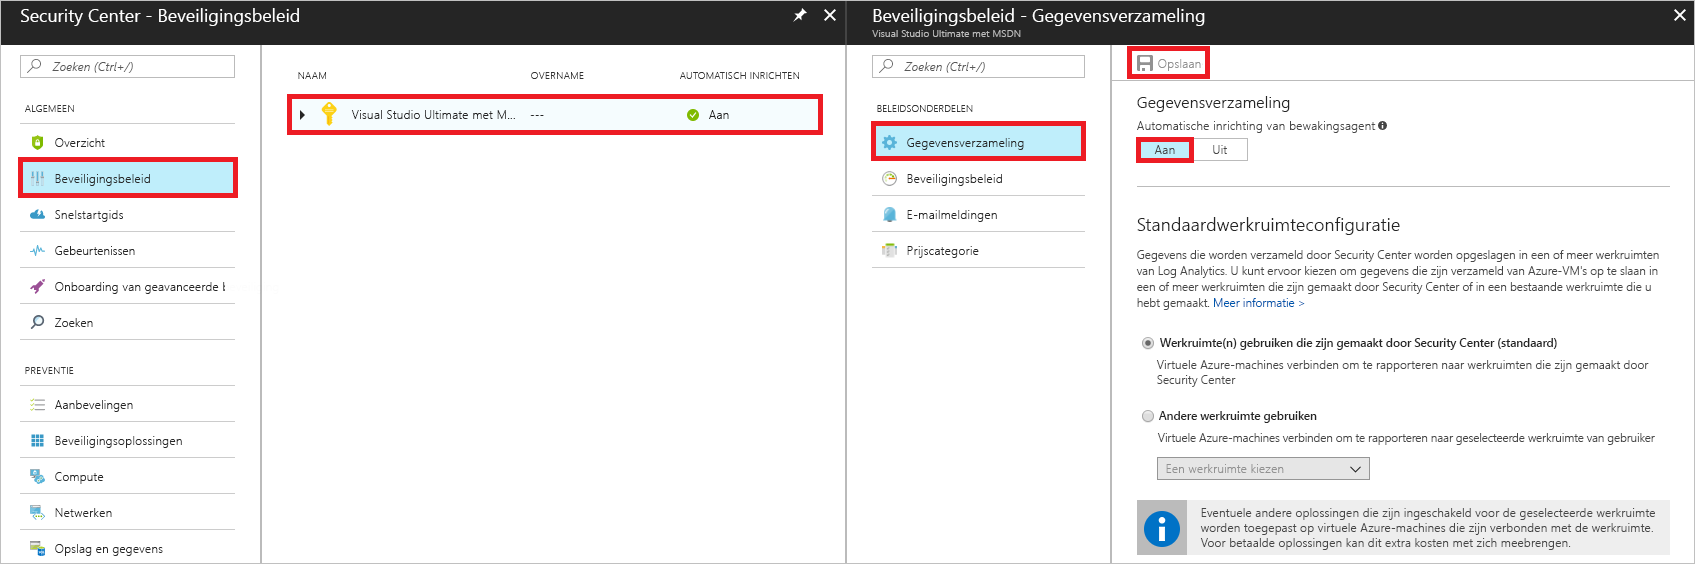 Security Center - Beveiligingsbeleid
Zoeken (Ctrl+/)
ALGEMEEN
Overzicht
Beveiligingsbeleid
Snelstartgids
Gebeurtenissen
Onboarding van geavanceerde
Zoeken
PREVENTIE
Aanbevelingen
Beveiligingsoplossingen
Compute
Netwerken
Opslag en gegevens
NAAM OVERNAME AUTOMATISCH INRICHTEN
Visual Studio Ultimate met M... --- Aan
Beveiligingsbeleid - Gegevensverzameling
Visual Studio Ultimate met MSDN
Zoeken (Ctrl+/)
BELEIDSONDERDELEN
Gegevensverzameling
Beveiligingsbeleid
E-mailmeldingen
Prijscategorie
Opslaan
Gegevensverzameling
Automatische inrichting van bewakingsagent
Aan Uit
Standaardwerkruimteconfiguratie
Gegevens die worden verzameld door Security Center worden opgeslagen in een of meer werkruimten
van Log Analytics. U kunt ervoor kiezen om gegevens die zijn verzameld van Azure-VM's op te slaan in
een of meer werkruimten die zijn gemaakt door Security Center of in een bestaande werkruimte die u
hebt gemaakt. Meer informatie >
Werkruimte(n) gebruiken die zijn gemaakt door Security Center (standaard)
Virtuele Azure-machines verbinden om te rapporteren naar werkruimten die zijn gemaakt door
Security Center
Andere werkruimte gebruiken
Virtuele Azure-machines verbinden om te rapporteren naar geselecteerde werkruimte van gebruiker
Een werkruimte kiezen
Eventuele andere oplossingen die zijn ingeschakeld voor de geselecteerde werkruimte
worden toegepast op virtuele Azure-machines die zijn verbonden met de werkruimte.
Voor betaalde oplossingen kan dit extra kosten met zich meebrengen.